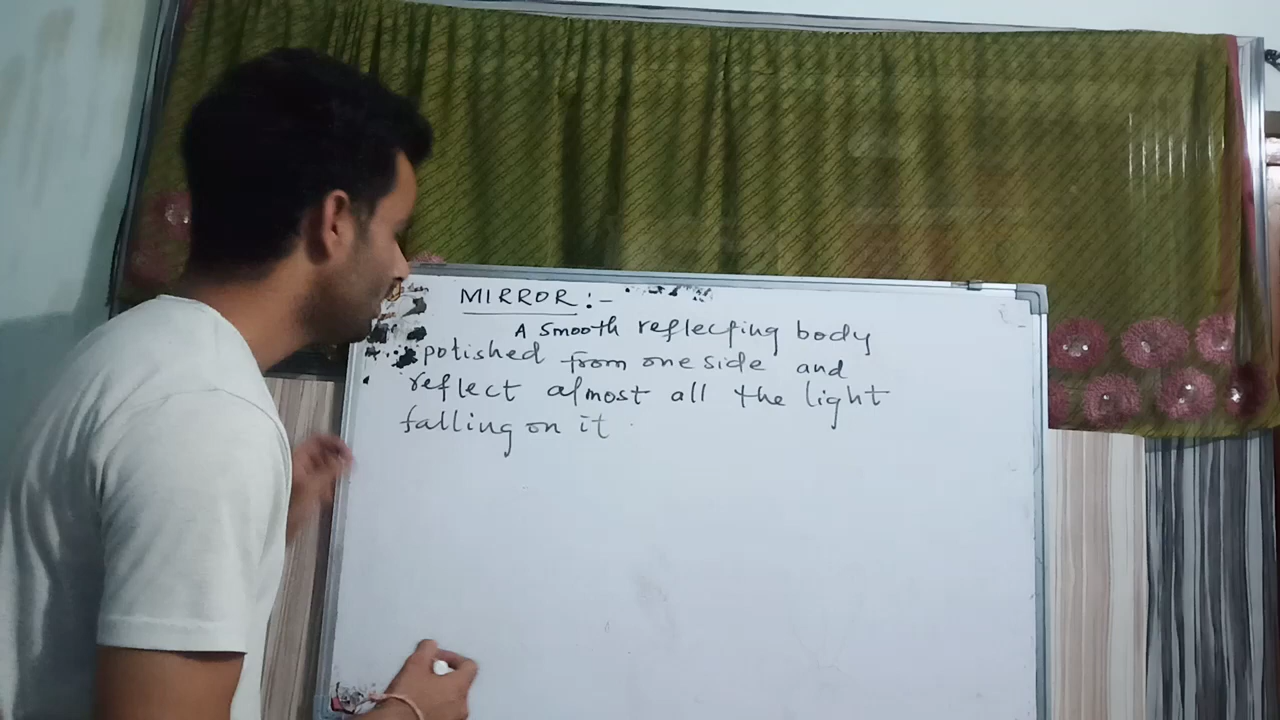 MIRROR :-
A smooth reflecting body
polished from one side and
reflect almost all the light
falling on it.